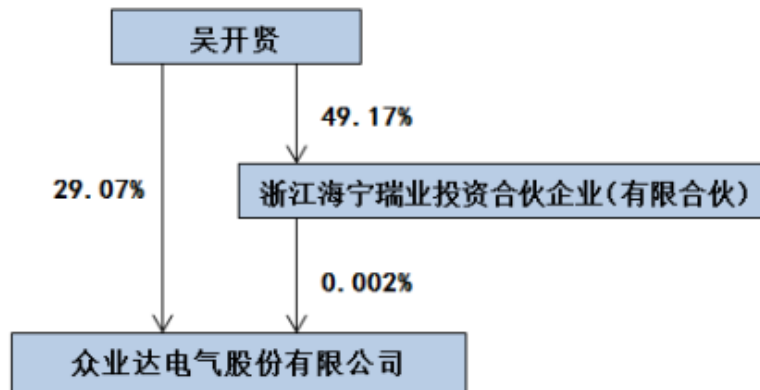 吴开贤
49.17%
29.07%
浙江海宁瑞业投资合伙企业(有限合伙)
0.002%
众业达电气股份有限公司